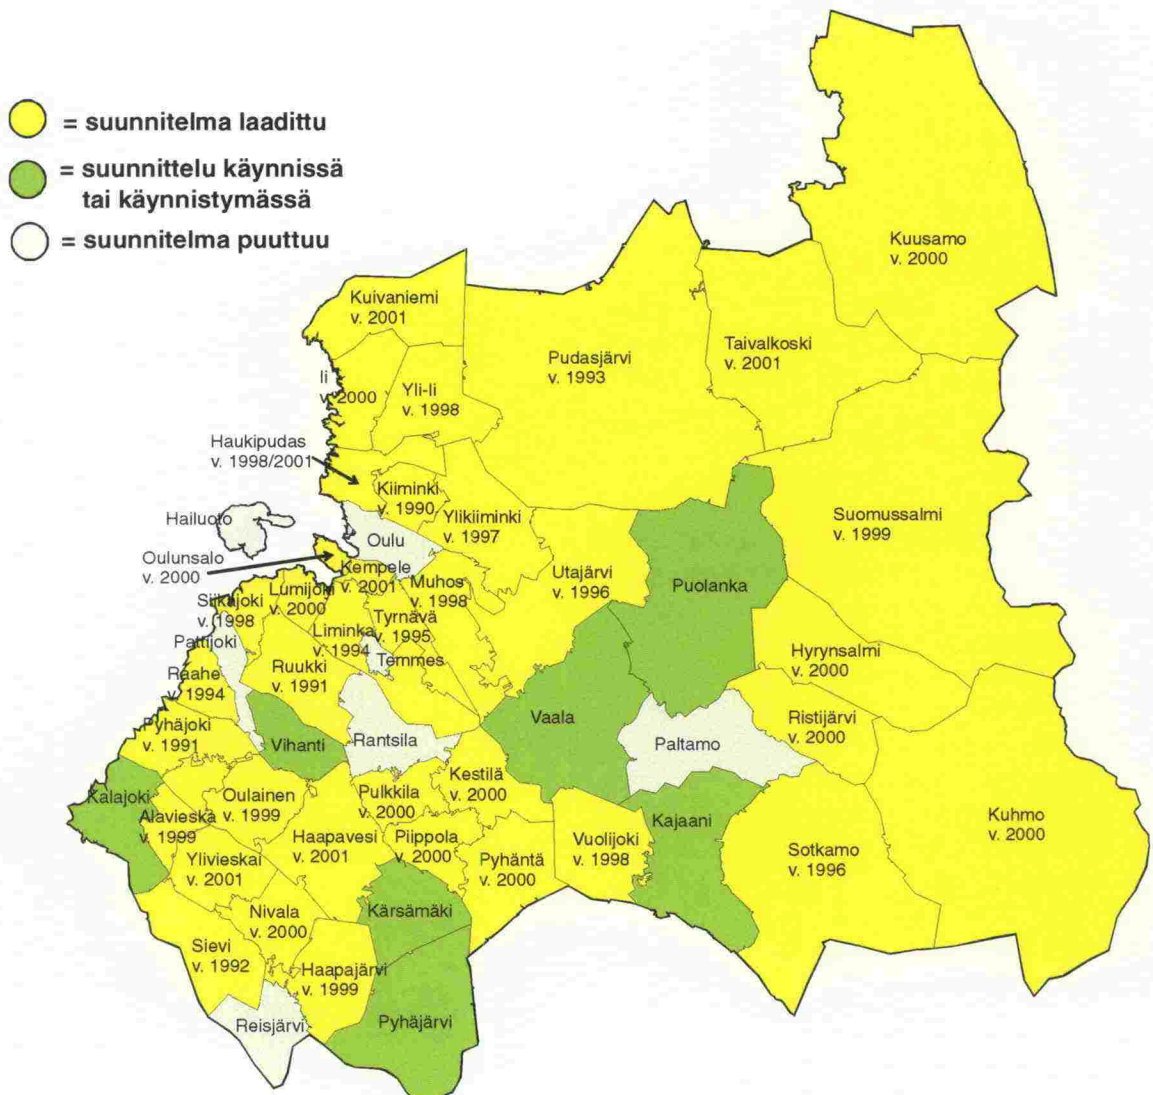 = suunnitelma laadittu
= suunnittelu käynnissä
tai käynnistymässä
= suunnitelma puuttuu
Kuusamo
v. 2000
Kuivaniemi
v. 2001
Taivalkoski
v. 2001
Pudasjärvi
v. 1993
Ii
v. 2000
Yli-Ii
v. 1998
Haukipudas
v. 1998/2001
Kiiminki
v. 1990
Ylikiiminki
v. 1997
Suomussalmi
v. 1999
Hailuoto
Oulu
Oulunsalo
v. 2000
Kempele
v. 2001
Muhos
v. 1998
Utajärvi
v. 1996
Puolanka
Siikajoki
v. 1998
Lumijoki
v. 2000
Liminka
v. 1994
Tyrnävä
v. 1995
Temmes
Pattijoki
Ruukki
v. 1991
Raahe
v. 1994
Hyrynsalmi
v. 2000
Pyhäjoki
v. 1991
Vihanti
Rantsila
Vaala
Paltamo
Ristijärvi
v. 2000
Kalajoki
Alavieska
v. 1999
Oulainen
v. 1999
Pulkkila
v. 2000
Kestilä
v. 2000
Kajaani
Kuhmo
v. 2000
Haapavesi
v. 2001
Piippola
v. 2000
Vuolijoki
v. 1998
Sotkamo
v. 1996
Ylivieskai
v. 2001
Pyhäntä
v. 2000
Nivala
v. 2000
Kärsämäki
Sievi
v. 1992
Haapajärvi
v. 1999
Reisjärvi
Pyhäjärvi